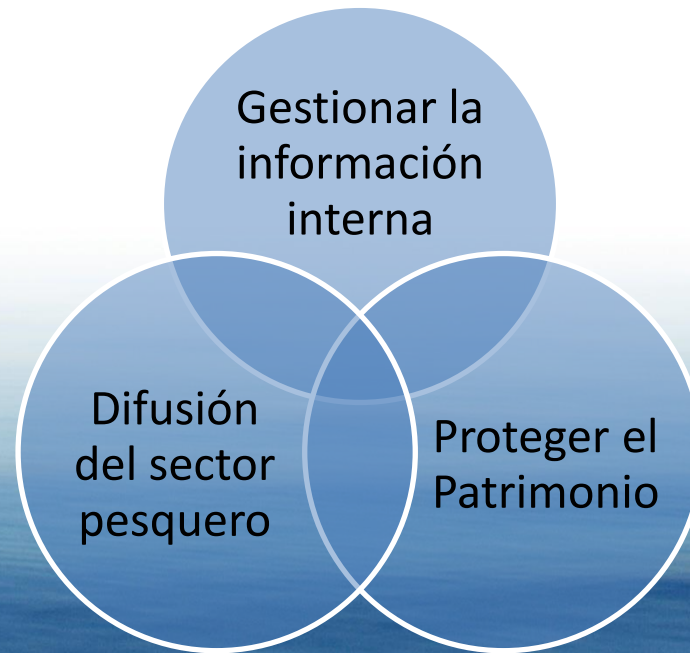 Gestionar la
información
interna
Difusión
del sector
pesquero
Proteger el
Patrimonio